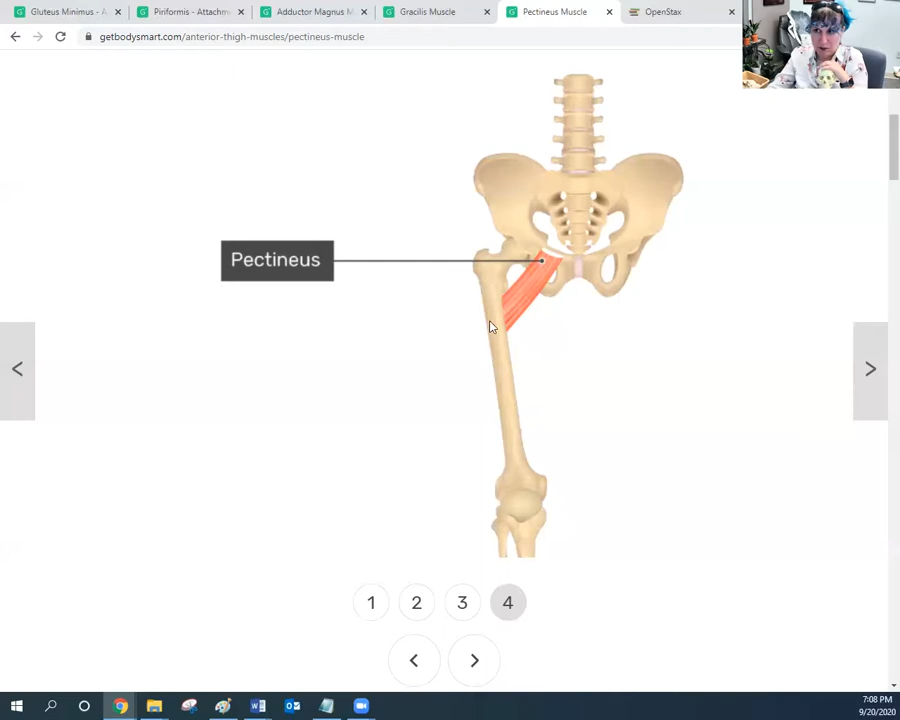 Gluteus Minimus - A
Piriformis - Attachme
Adductor Magnus M
Gracilis Muscle
Pectineus Muscle
OpenStax
getbodysmart.com/anterior-thigh-muscles/pectineus-muscle
Pectineus
< >
1 2 3 4
< >
7:08 PM
9/20/2020